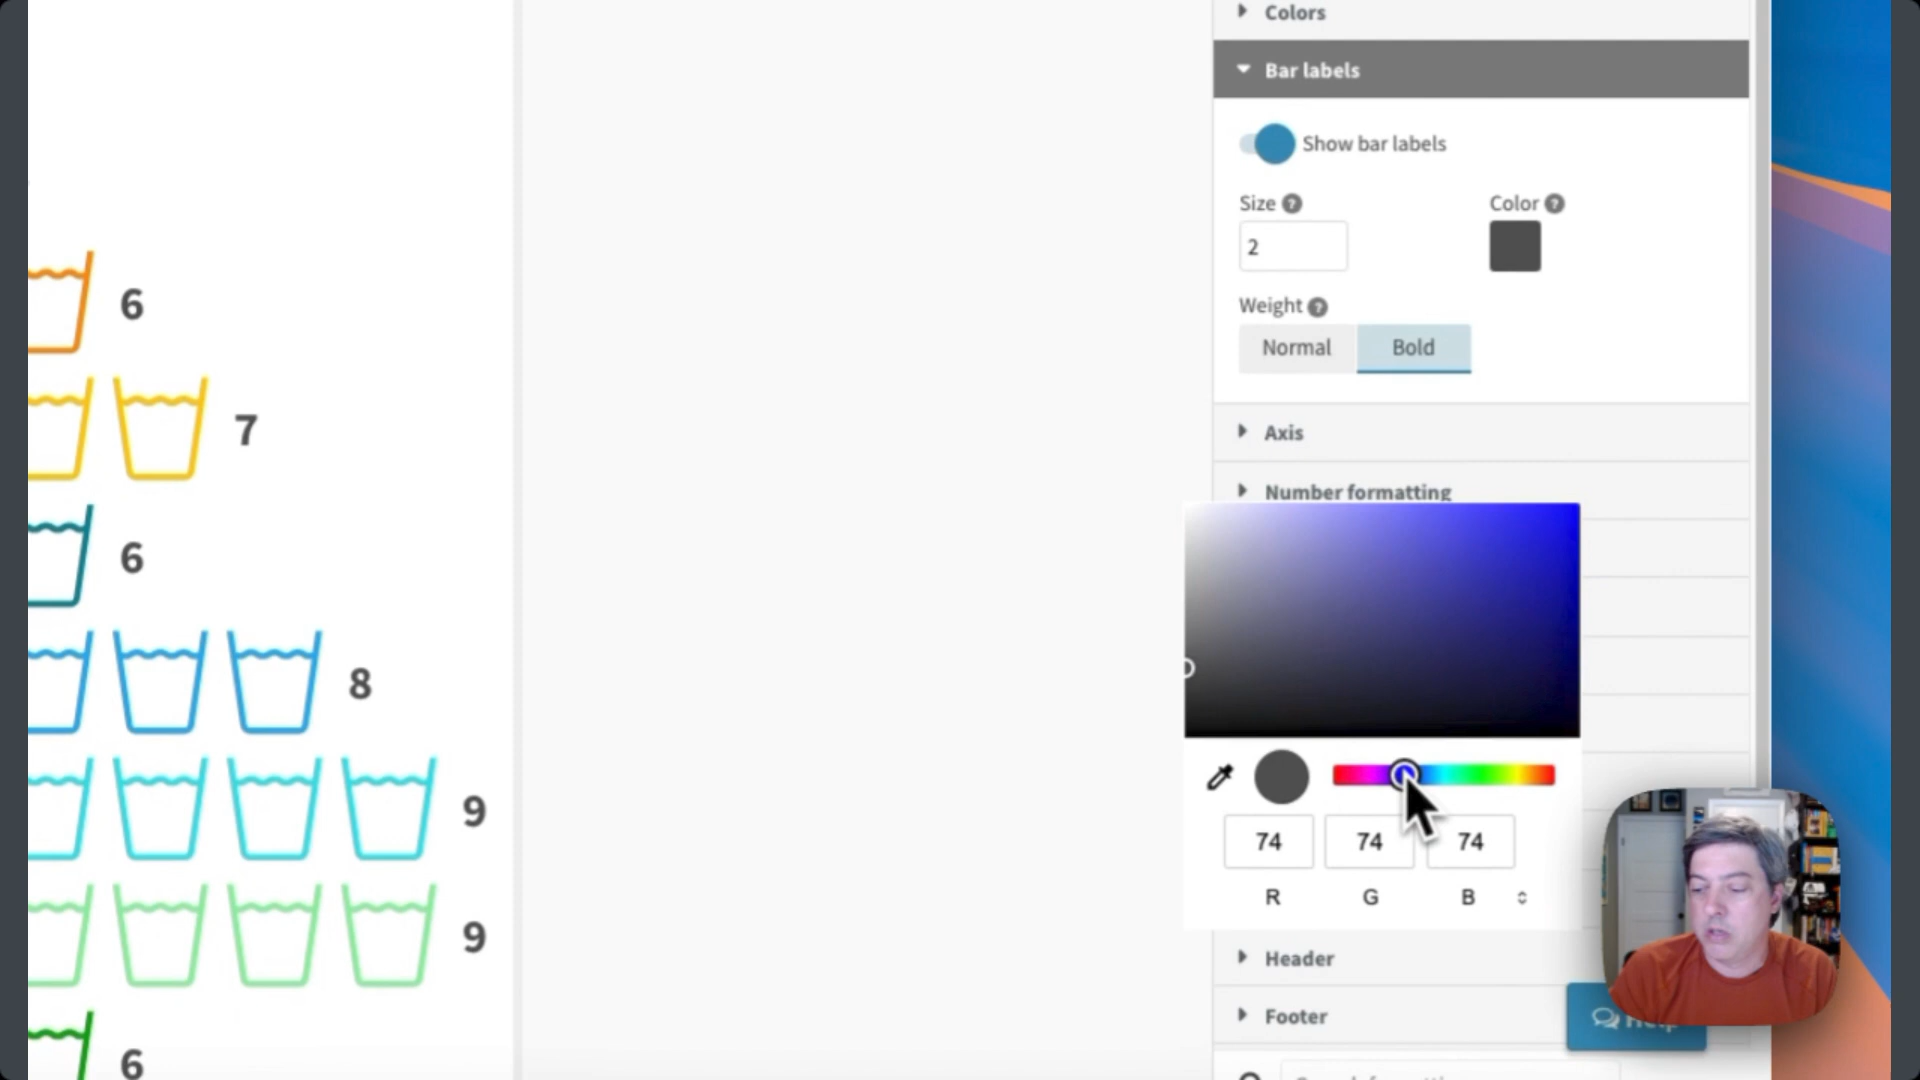 Colors
Bar labels
Show bar labels
Size ?
Color ?
2
Weight ?
Normal
Bold
Axis
Number formatting
6
7
6
8
9
9
6
74
74
74
R
G
B
Header
Footer